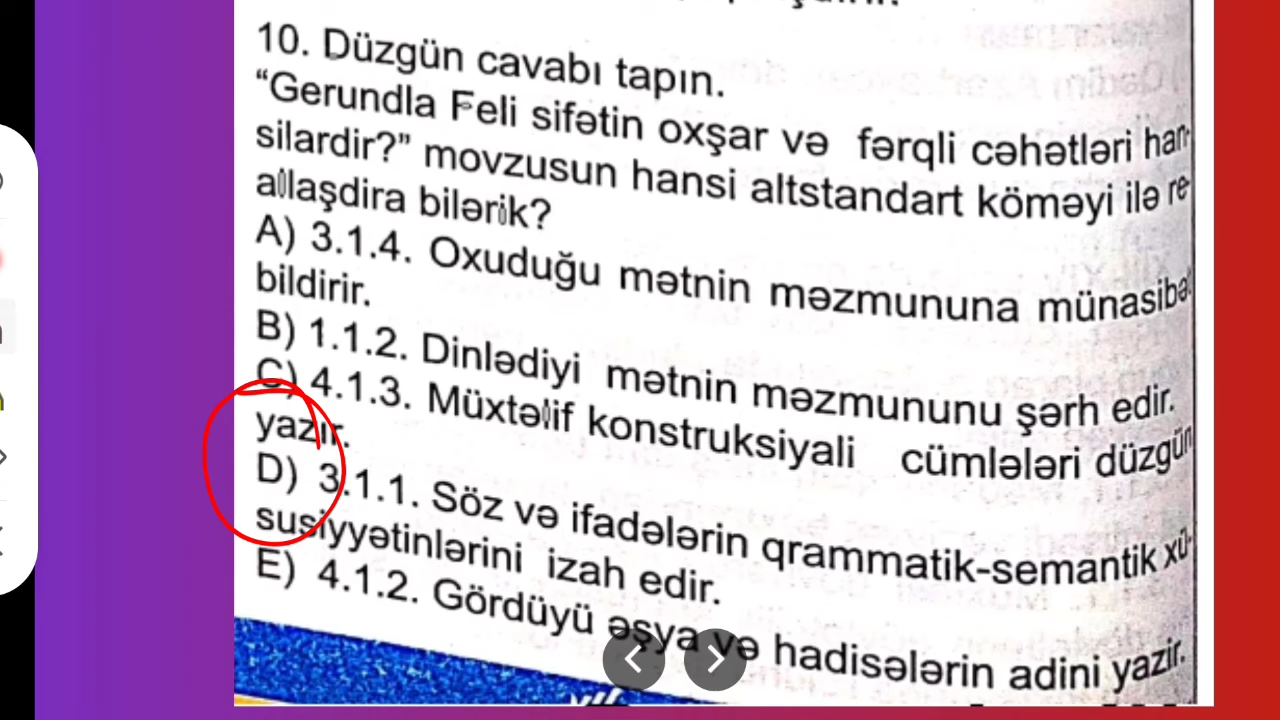 10. Düzgün cavabı tapın.
“Gerundla Feli sifətin oxşar və fərqli cəhətləri han-
silardir?” movzusun hansi altstandart köməyi ilə re-
allaşdira bilərik?
A) 3.1.4. Oxuduğu mətnin məzmununa münasibət
bildirir.
B) 1.1.2. Dinlədiyi mətnin məzmununu şərh edir.
C) 4.1.3. Müxtəlif konstruksiyali cümlələri düzgün
yazır.
D) 3.1.1. Söz və ifadələrin qrammatik-semantik xü-
susiyyətinlərini izah edir.
E) 4.1.2. Gördüyü əşya və hadisələrin adini yazir.